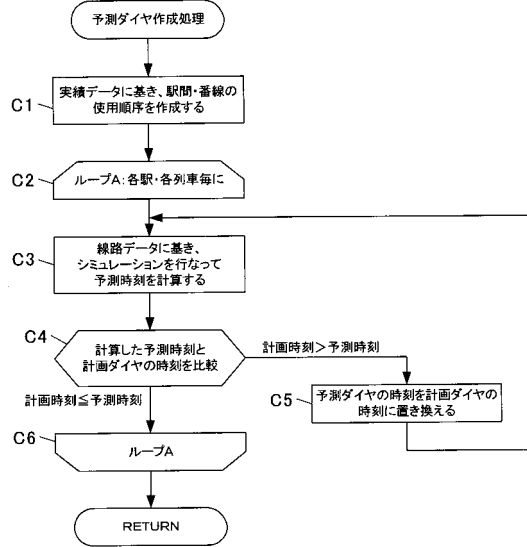 予測ダイヤ作成処理
C1
実績データに基き、駅間・番線の
使用順序を作成する
C2
ループA:各駅・各列車毎に
C3
線路データに基き、
シミュレーションを行なって
予測時刻を計算する
C4
計算した予測時刻と
計画ダイヤの時刻を比較
計画時刻>予測時刻
計画時刻≦予測時刻
C5
予測ダイヤの時刻を計画ダイヤの
時刻に置き換える
C6
ループA
RETURN